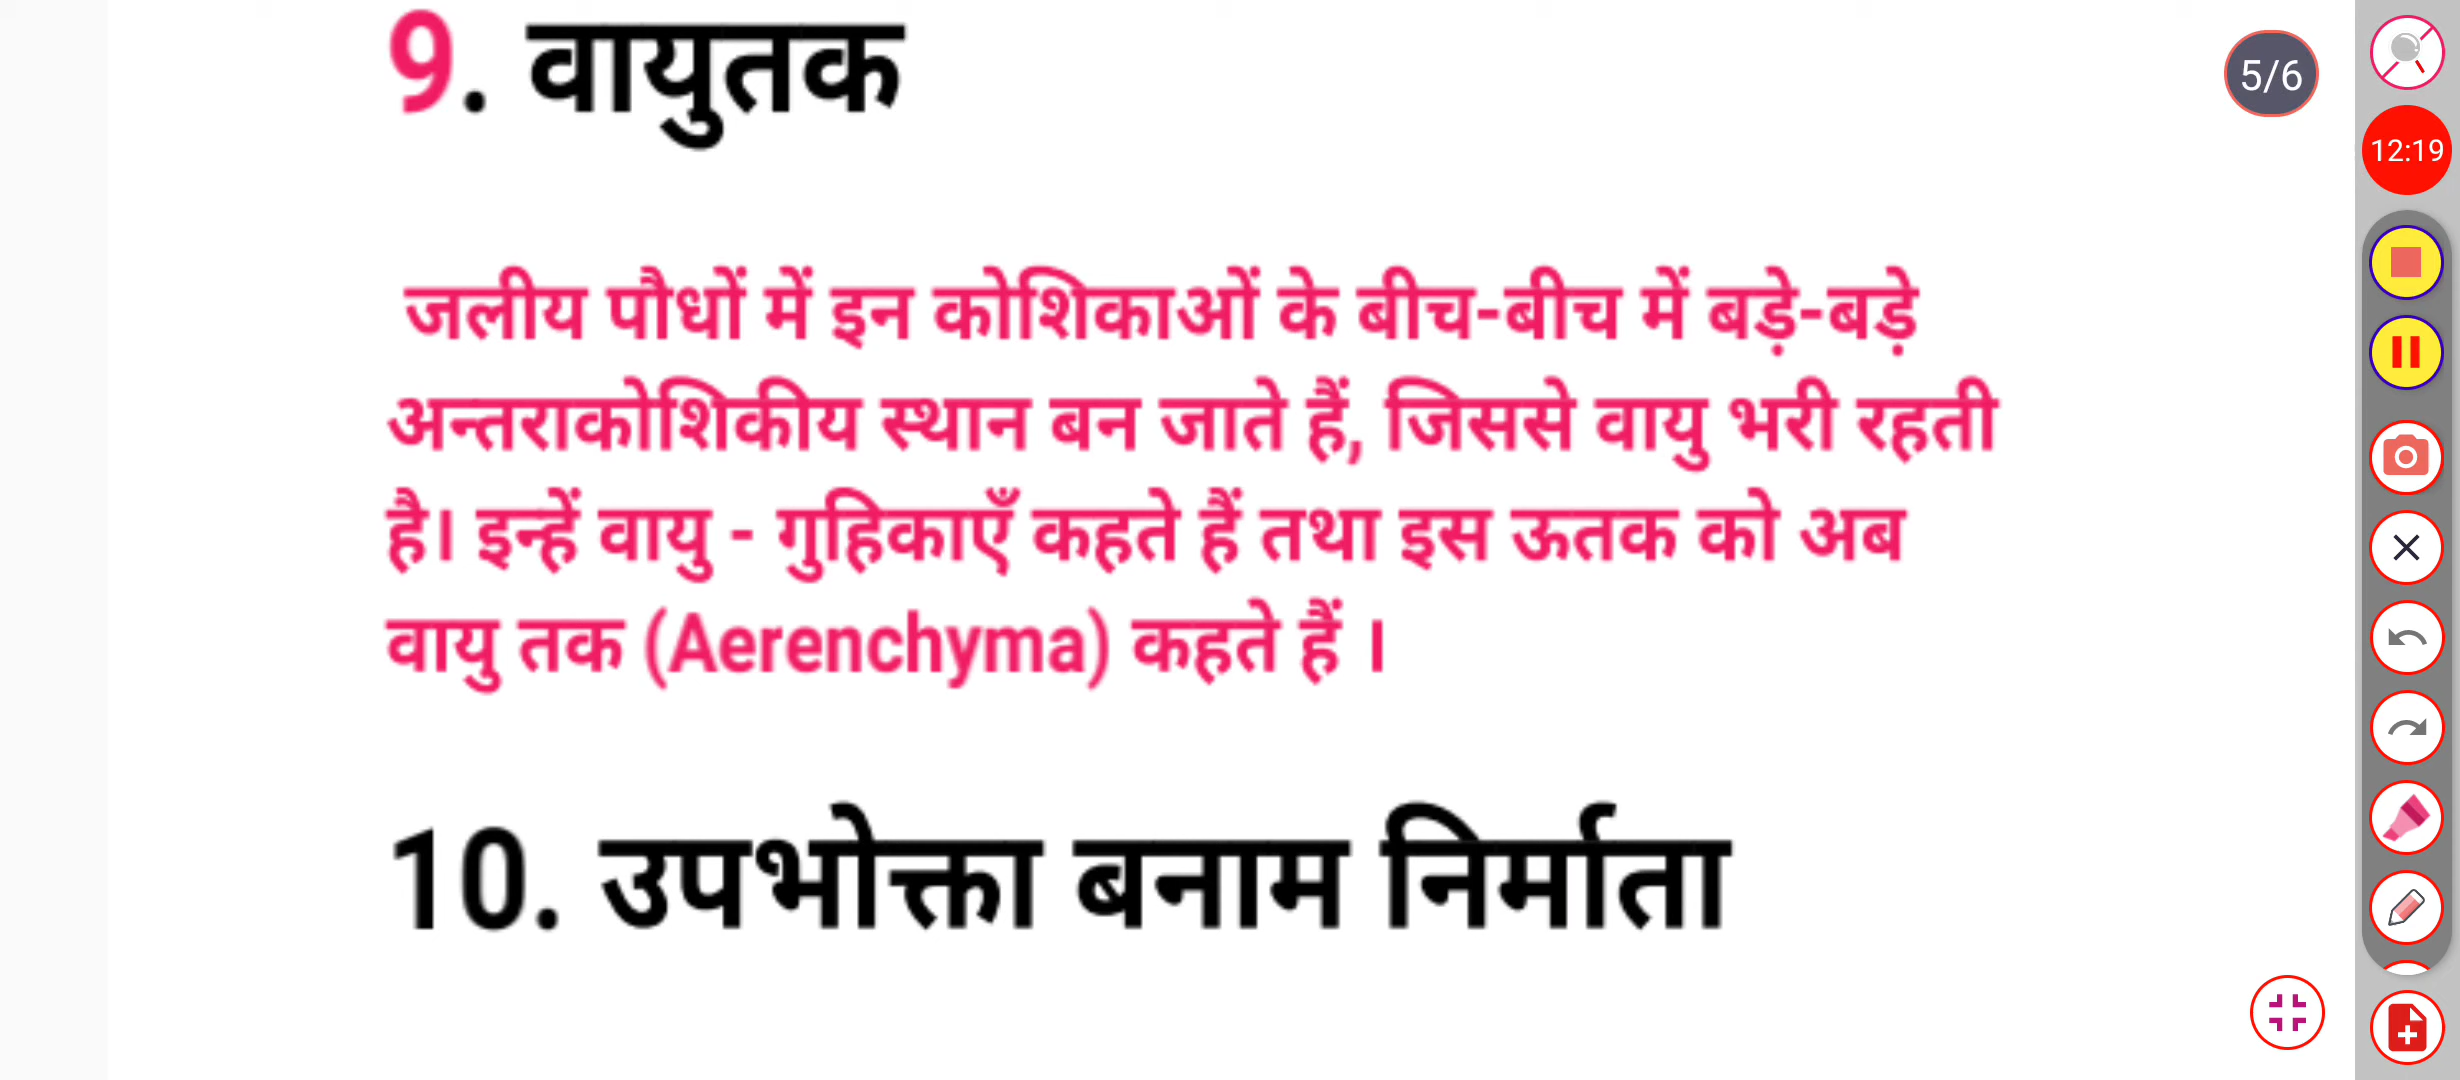 9. वायुतक
5/6
12:19
जलीय पौधों में इन कोशिकाओं के बीच-बीच में बड़े-बड़े
अन्तराकोशिकीय स्थान बन जाते हैं, जिससे वायु भरी रहती
है। इन्हें वायु - गुहिकाएँ कहते हैं तथा इस ऊतक को अब
वायु तक (Aerenchyma) कहते हैं ।
10. उपभोक्ता बनाम निर्माता